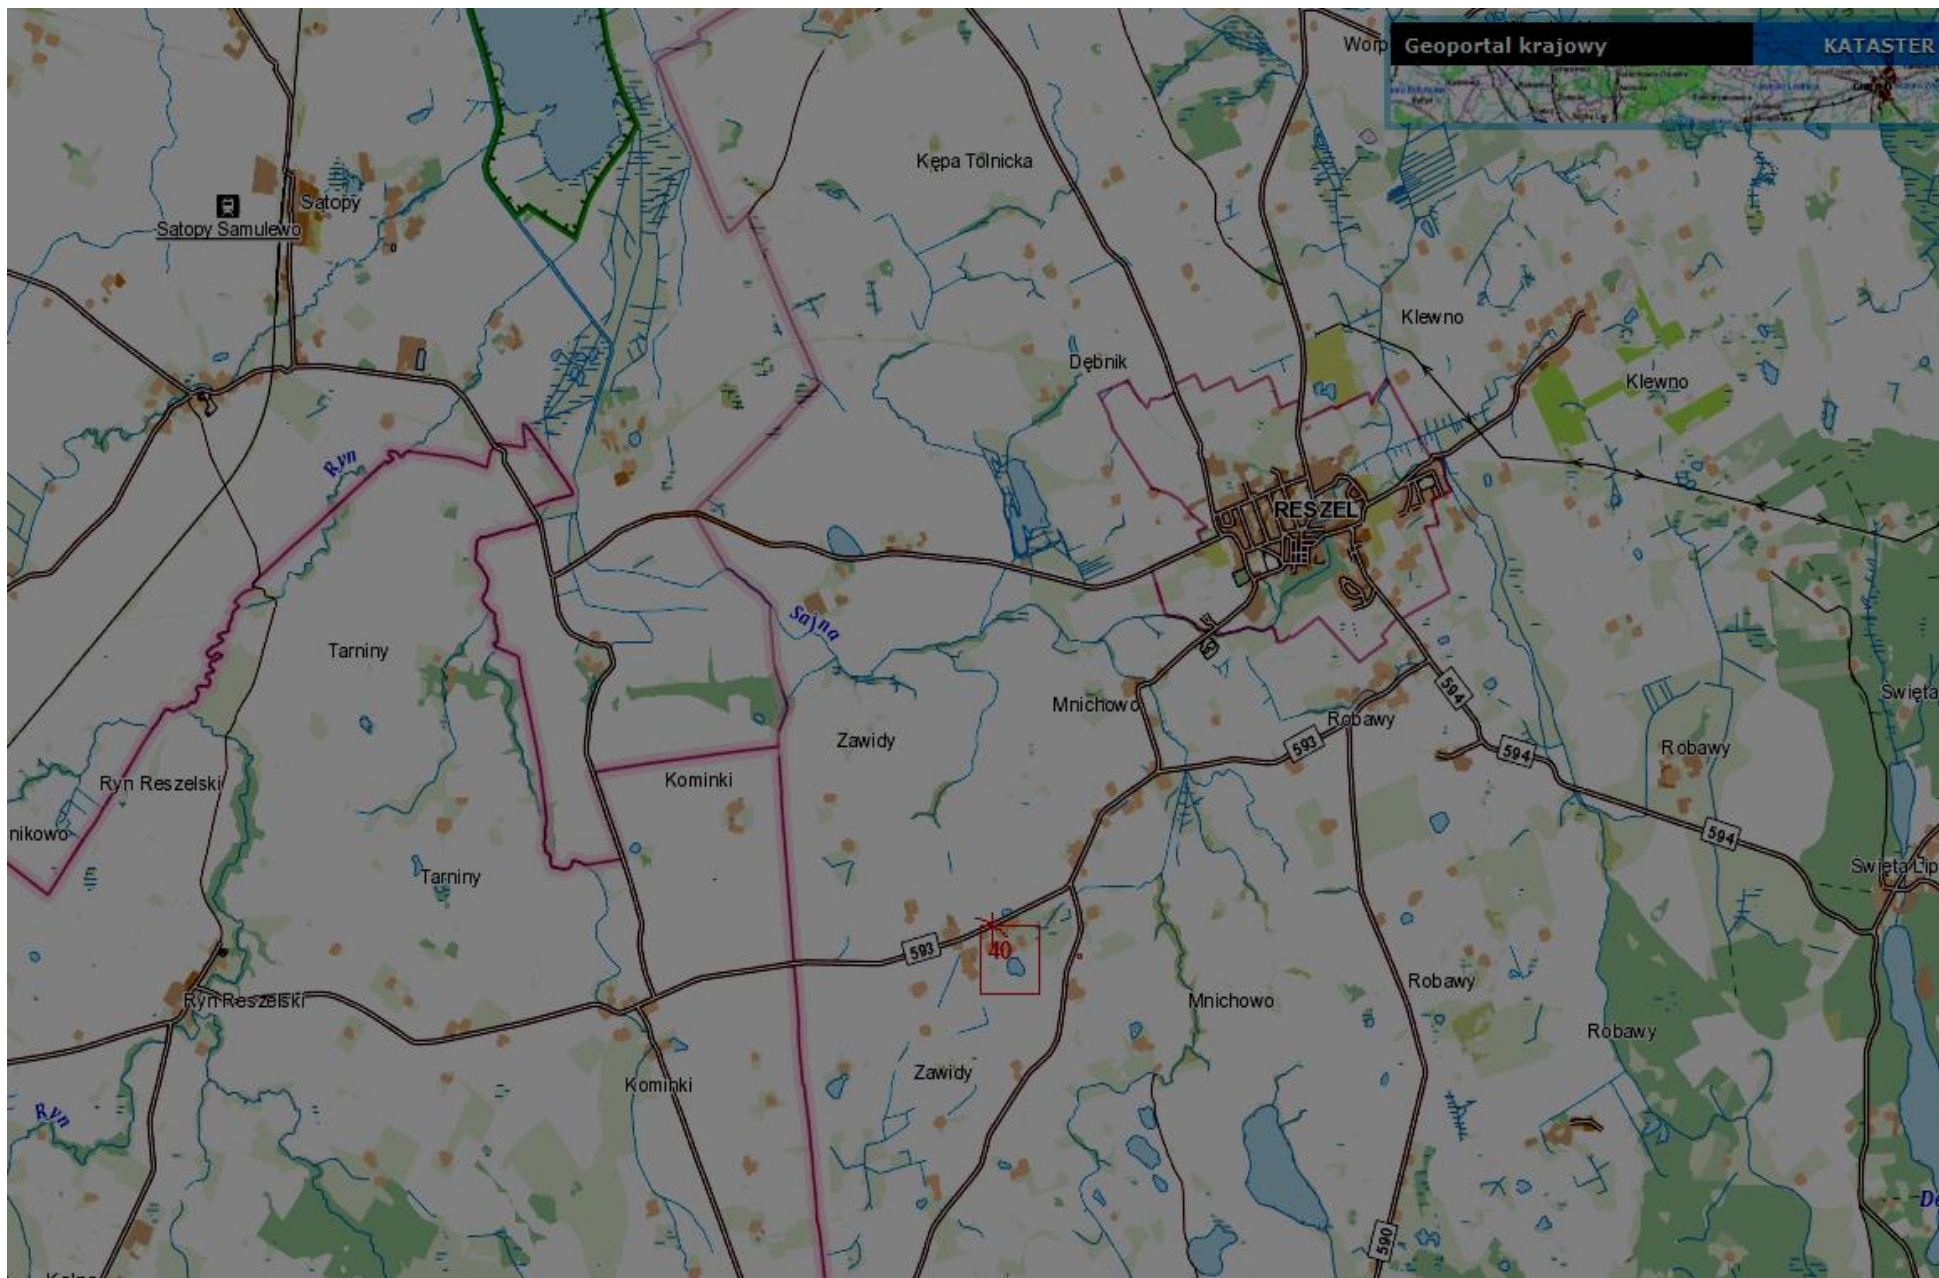 Worp
Geoportal krajowy
KATASTER
Kępa Tolnicka
Sątopy
Sątopy Samulewo
Klewno
Dębnik
Klewno
Ryn
RESZEL
Sajna
Tarniny
594
Święta
Mnichowo
Robawy
Zawidy
593
594
Robawy
Ryn Reszelski
Kominki
nikowo
594
Święta Lip
Tarniny
593
40
Robawy
Ryn Reszelski
Mnichowo
Robawy
Zawidy
Kominki
Ryn
590